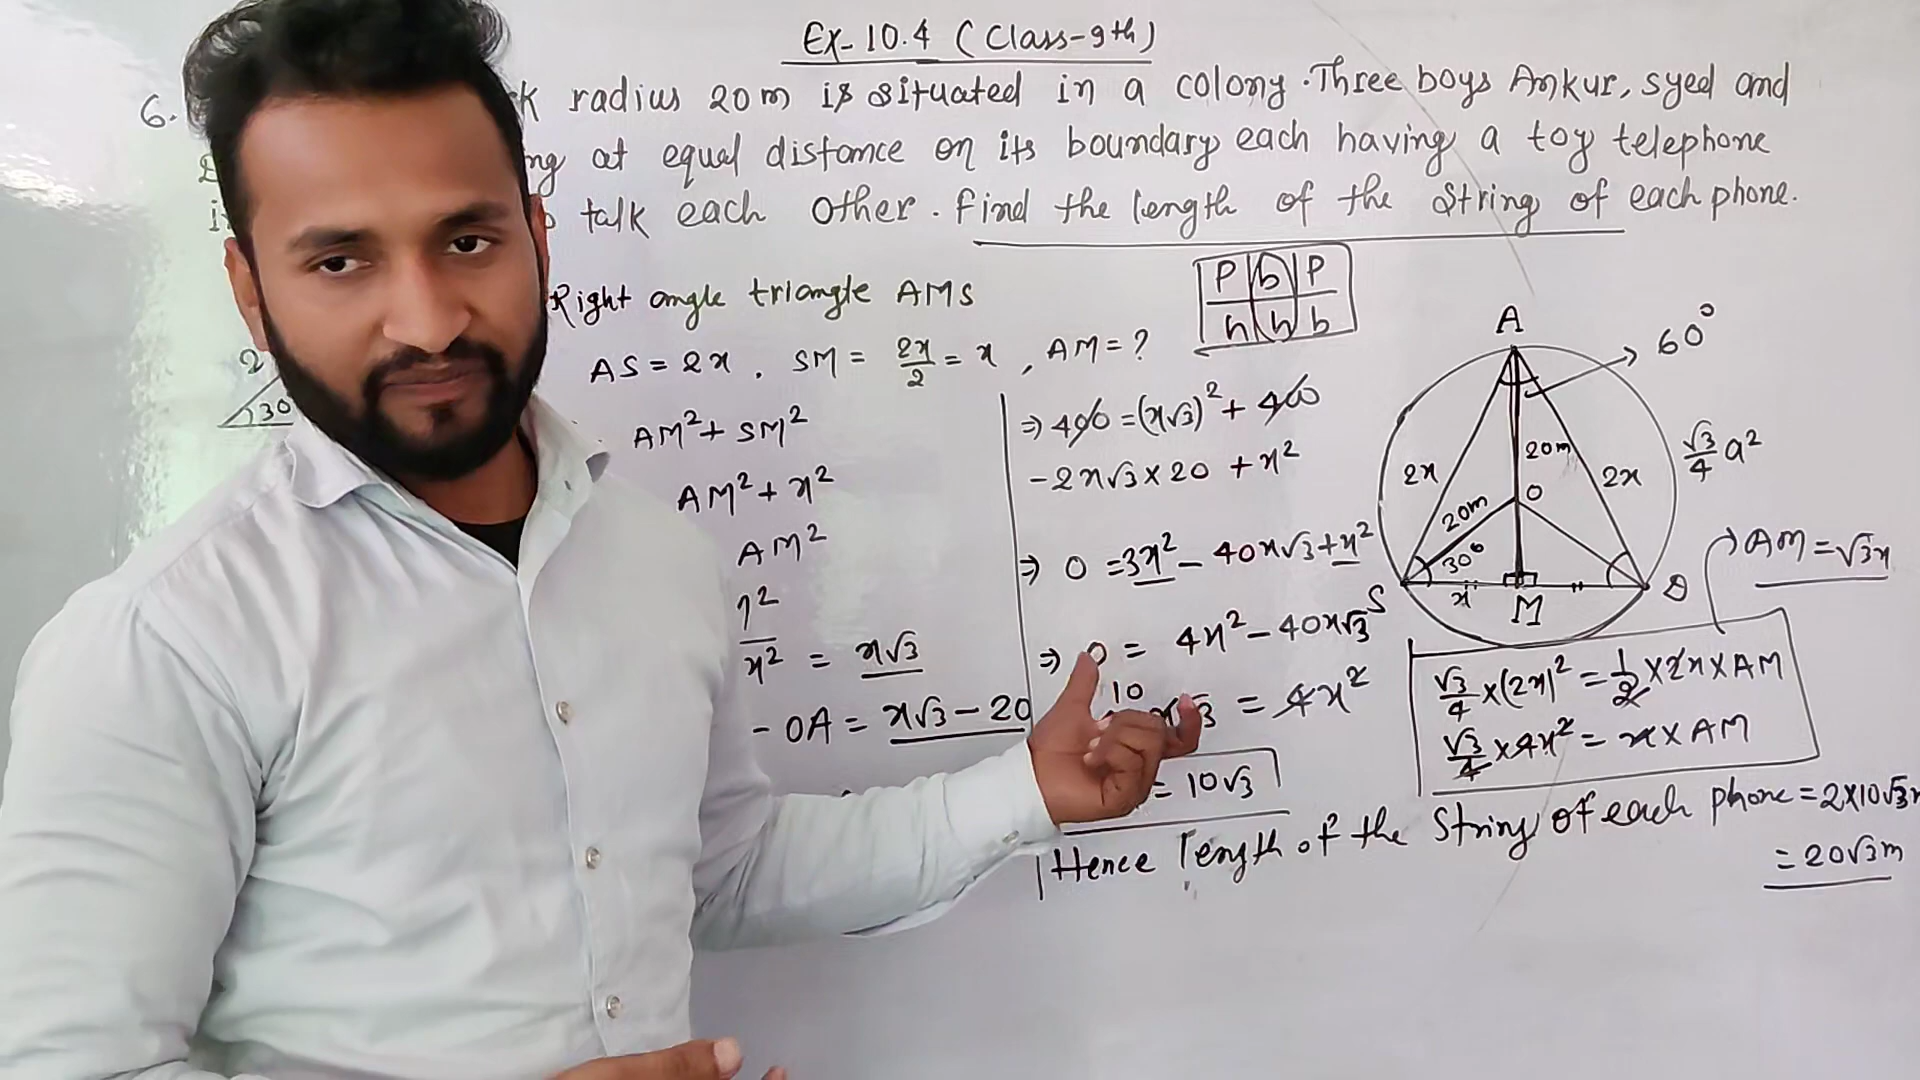 Ex-10.4 (Class-9th)
6. radius 20m is situated in a colony. Three boys Ankur, Syed and
at equal distance on its boundary each having a toy telephone
talk each other. Find the length of the string of each phone.
Right angle triangle AMS
AS = 2x, SM = 2x/2 = x, AM = ?
AM² + SM²
AM² + x²
AM²
x² = x√3
- OA = x√3 - 20
P b P
h h b
⇒ 400 = (x√3)² + 400
- 2x√3 × 20 + x²
⇒ 0 = 3x² - 40x√3 + x²
⇒ 0 = 4x² - 40x√3
10
= 4x²
= 10√3
Hence length of the string of each phone = 2×10√3
= 20√3m
30
A
60°
2x
20m
2x
O
20m
30°
S
x
M
D
√3/4 a²
AM = √3x
√3/4 × (2x)² = 1/2 × 2x × AM
√3/4 × 4x² = x × AM